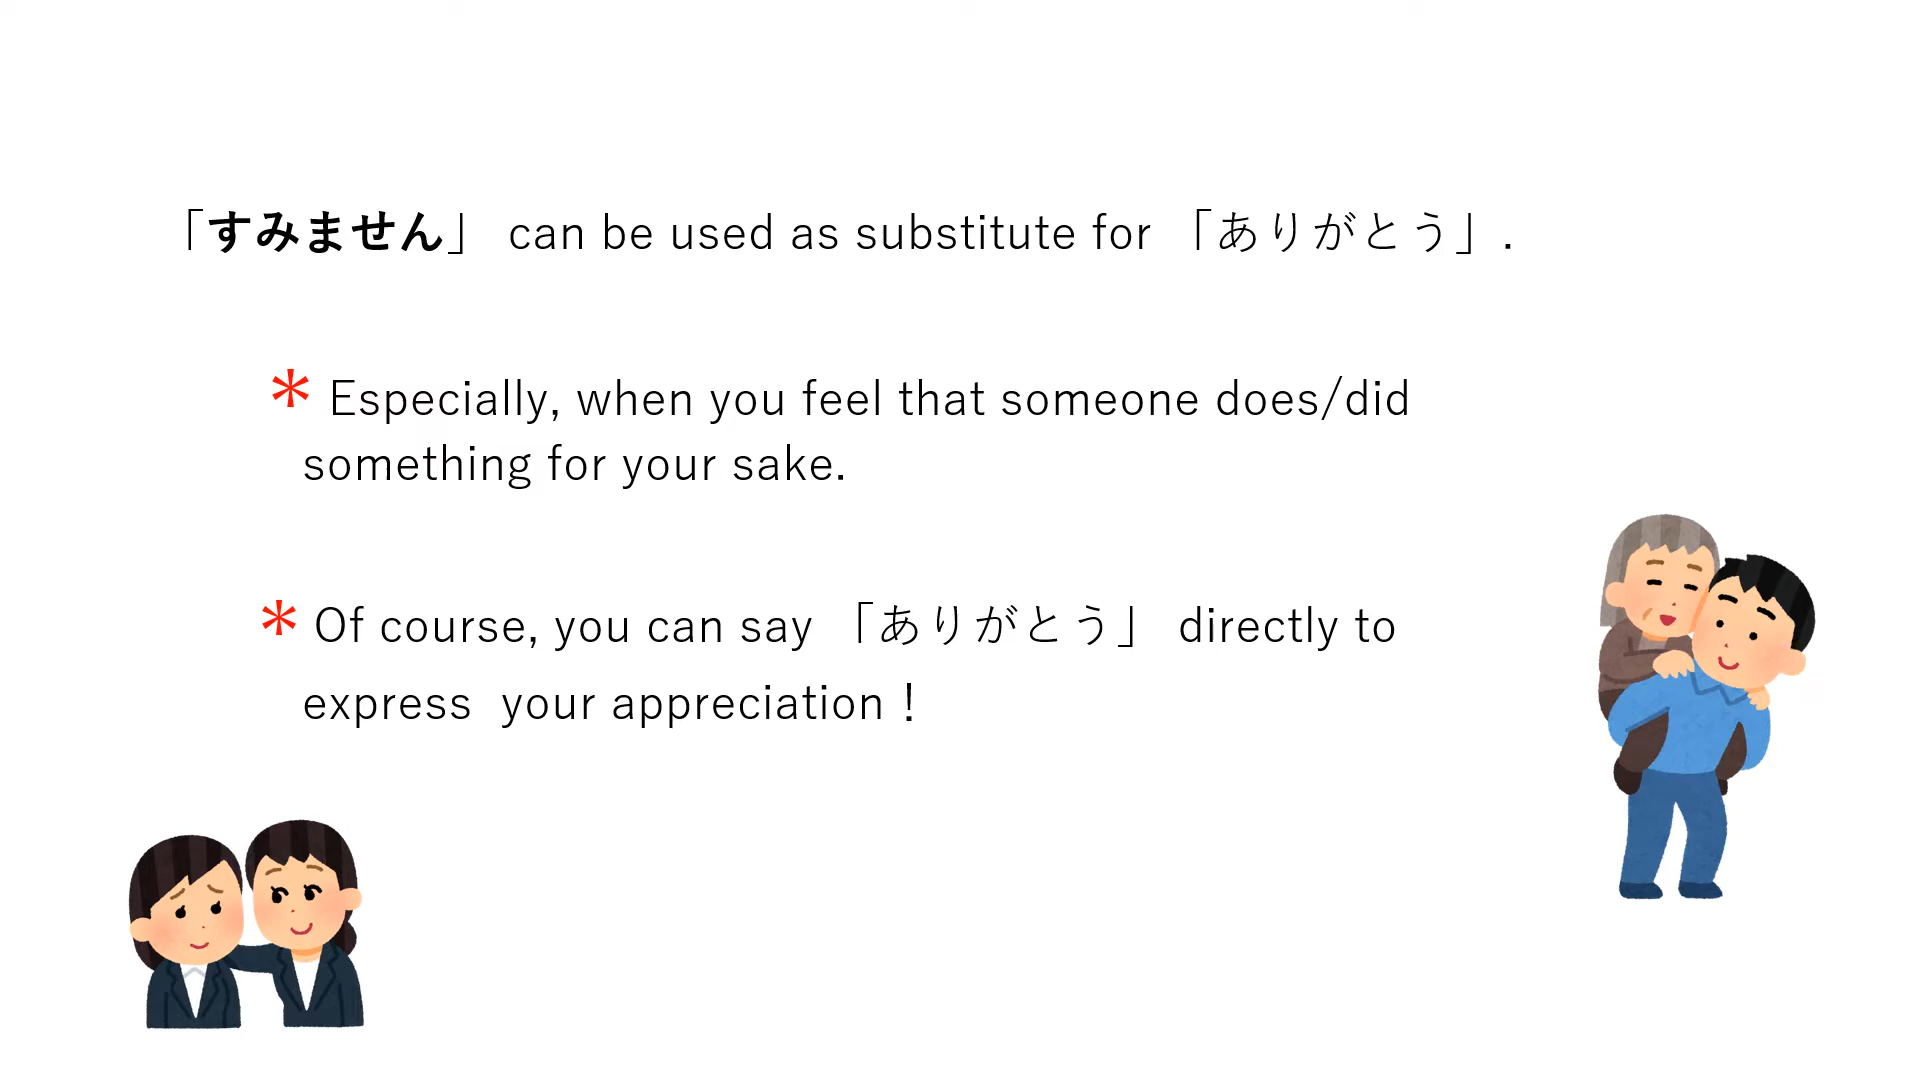 「すみません」 can be used as substitute for 「ありがとう」.
* Especially, when you feel that someone does/did
something for your sake.
* Of course, you can say 「ありがとう」 directly to
express  your appreciation！